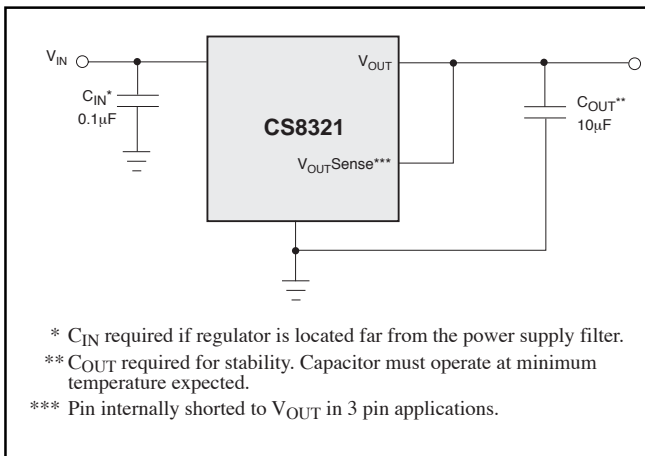 V_IN
V_OUT
C_IN*
0.1µF
CS8321
C_OUT**
10µF
V_OUTSense***
* C_IN required if regulator is located far from the power supply filter.
** C_OUT required for stability. Capacitor must operate at minimum
temperature expected.
*** Pin internally shorted to V_OUT in 3 pin applications.